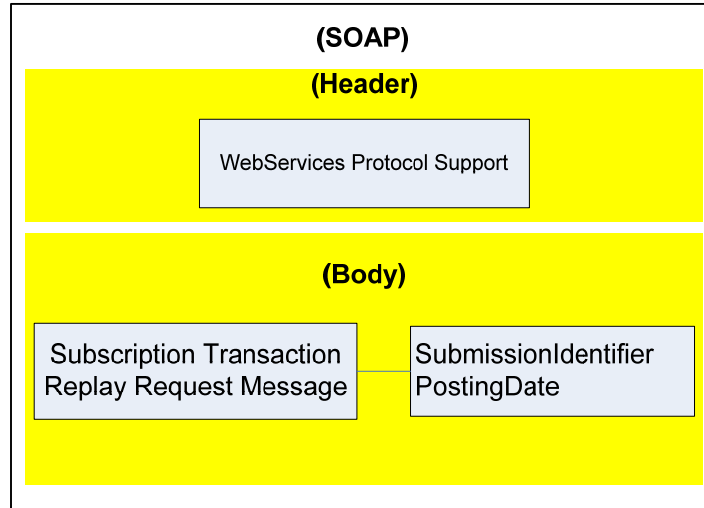 (SOAP)
(Header)
WebServices Protocol Support
(Body)
Subscription Transaction
Replay Request Message
SubmissionIdentifier
PostingDate